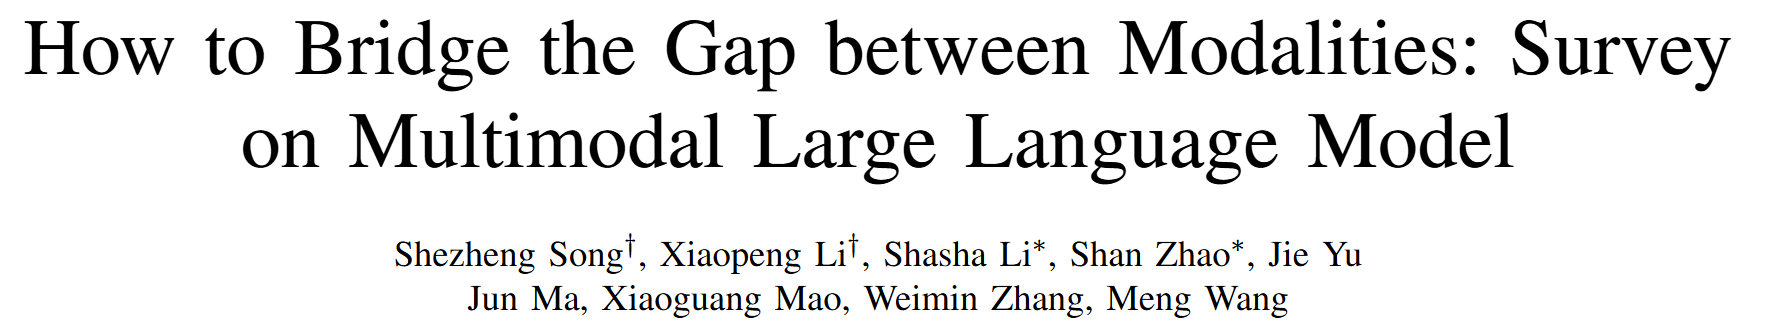 How to Bridge the Gap between Modalities: Survey
on Multimodal Large Language Model
Shezheng Song†, Xiaopeng Li†, Shasha Li*, Shan Zhao*, Jie Yu
Jun Ma, Xiaoguang Mao, Weimin Zhang, Meng Wang